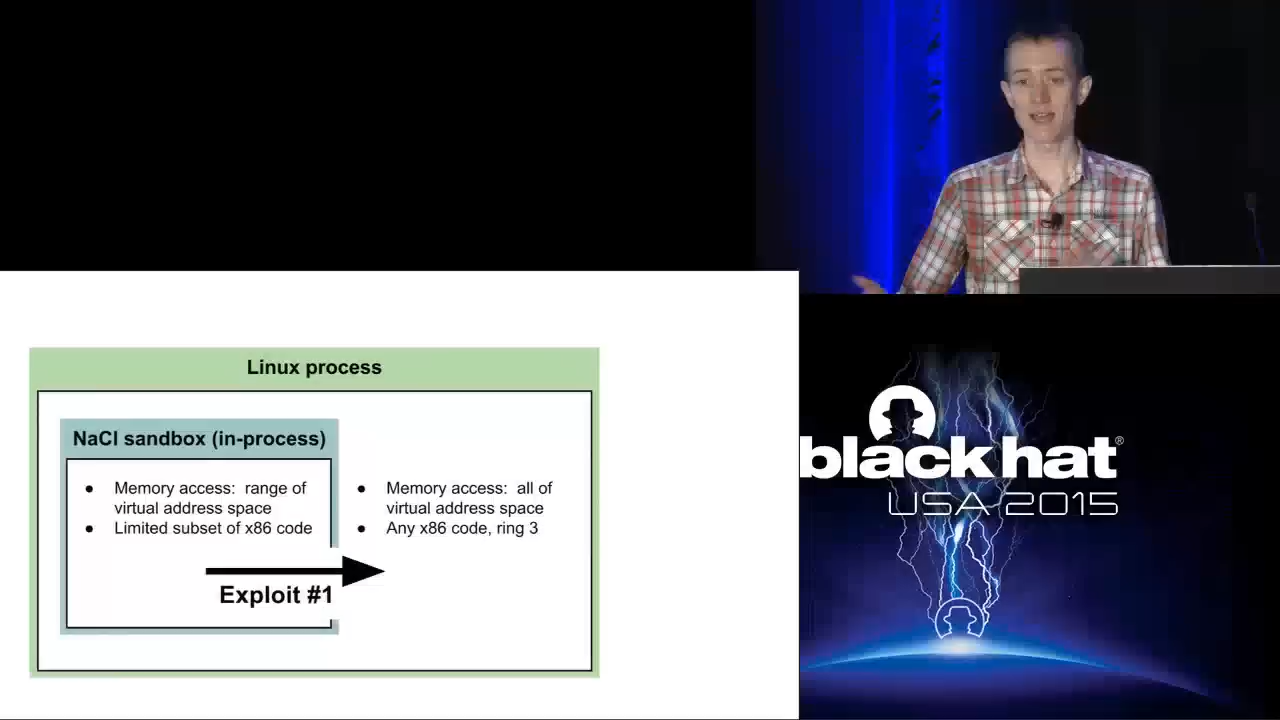 Linux process
NaCl sandbox (in-process)
● Memory access: range of
virtual address space
● Limited subset of x86 code
● Memory access: all of
virtual address space
● Any x86 code, ring 3
Exploit #1
black hat®
USA 2015